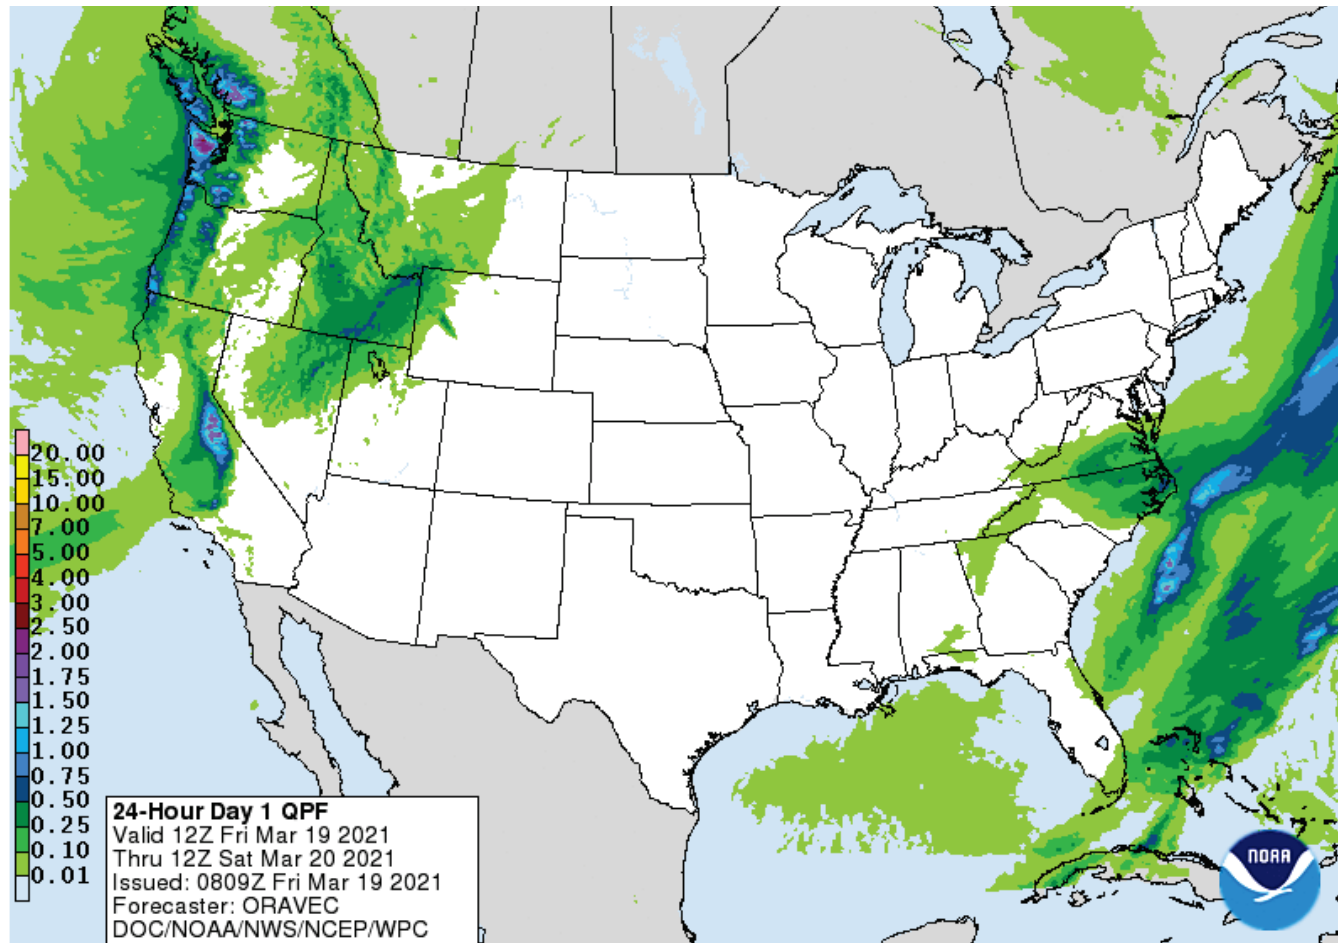 20.00
15.00
10.00
7.00
5.00
4.00
3.00
2.50
2.00
1.75
1.50
1.25
1.00
0.75
0.50
0.25
0.10
0.01
24-Hour Day 1 QPF
Valid 12Z Fri Mar 19 2021
Thru 12Z Sat Mar 20 2021
Issued: 0809Z Fri Mar 19 2021
Forecaster: ORAVEC
DOC/NOAA/NWS/NCEP/WPC
NOAA